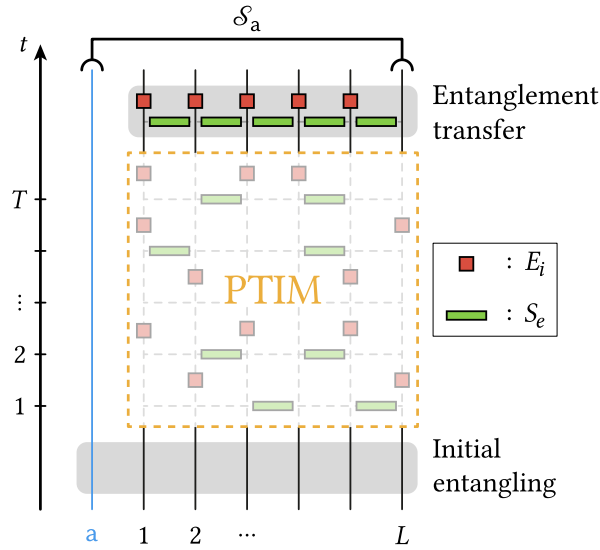 𝒮a
t
Entanglement
transfer
T
PTIM
: Ei
⋮
: Se
2
1
Initial
entangling
a 1 2 ... L